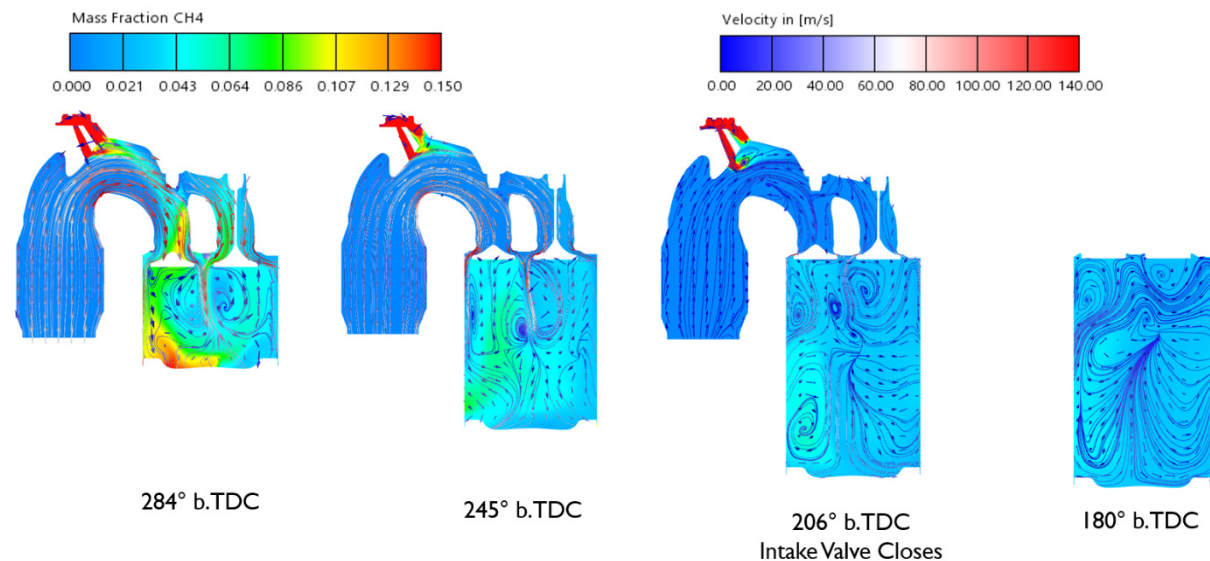 Mass Fraction CH4
0.000 0.021 0.043 0.064 0.086 0.107 0.129 0.150
Velocity in [m/s]
0.00 20.00 40.00 60.00 80.00 100.00 120.00 140.00
284° b.TDC
245° b.TDC
206° b.TDC
Intake Valve Closes
180° b.TDC